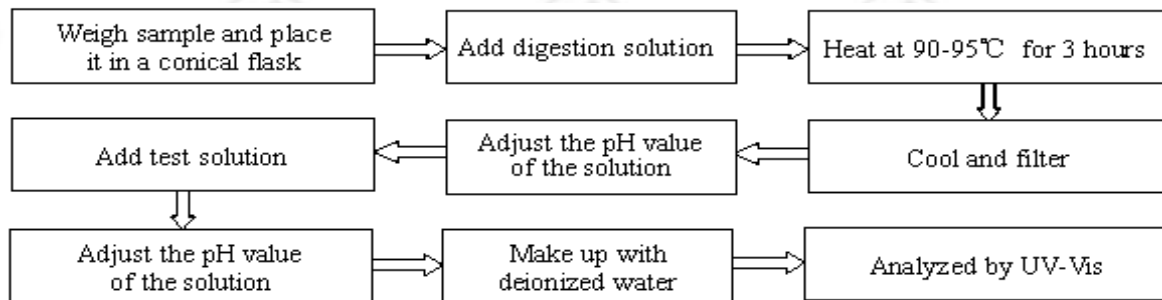 Weigh sample and place
it in a conical flask
Add digestion solution
Heat at 90-95℃ for 3 hours
Cool and filter
Adjust the pH value
of the solution
Add test solution
Adjust the pH value
of the solution
Make up with
deionized water
Analyzed by UV-Vis